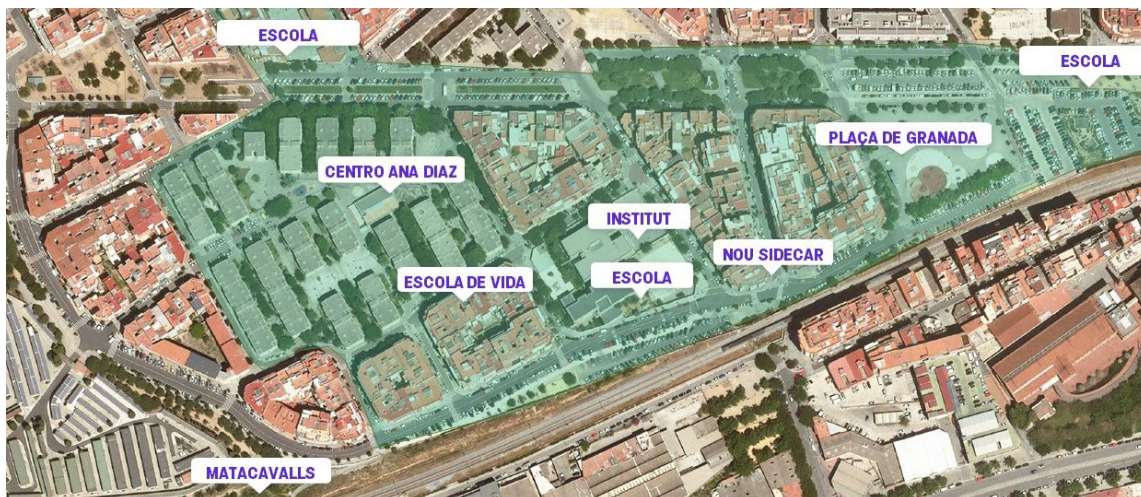 ESCOLA
ESCOLA
PLAÇA DE GRANADA
CENTRO ANA DIAZ
INSTITUT
NOU SIDECAR
ESCOLA DE VIDA
ESCOLA
MATACAVALLS